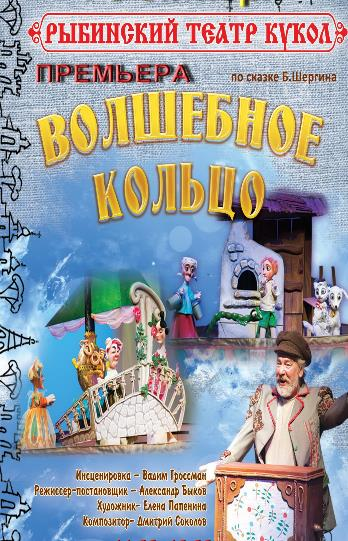 РЫБИНСКИЙ ТЕАТР КУКОЛ
ПРЕМЬЕРА
по сказке Б.Шергина
ВОЛШЕБНОЕ
КОЛЬЦО
Инсценировка – Вадим Гроссман
Режиссер-постановщик – Александр Быков
Художник- Елена Папенина
Композитор- Дмитрий Соколов